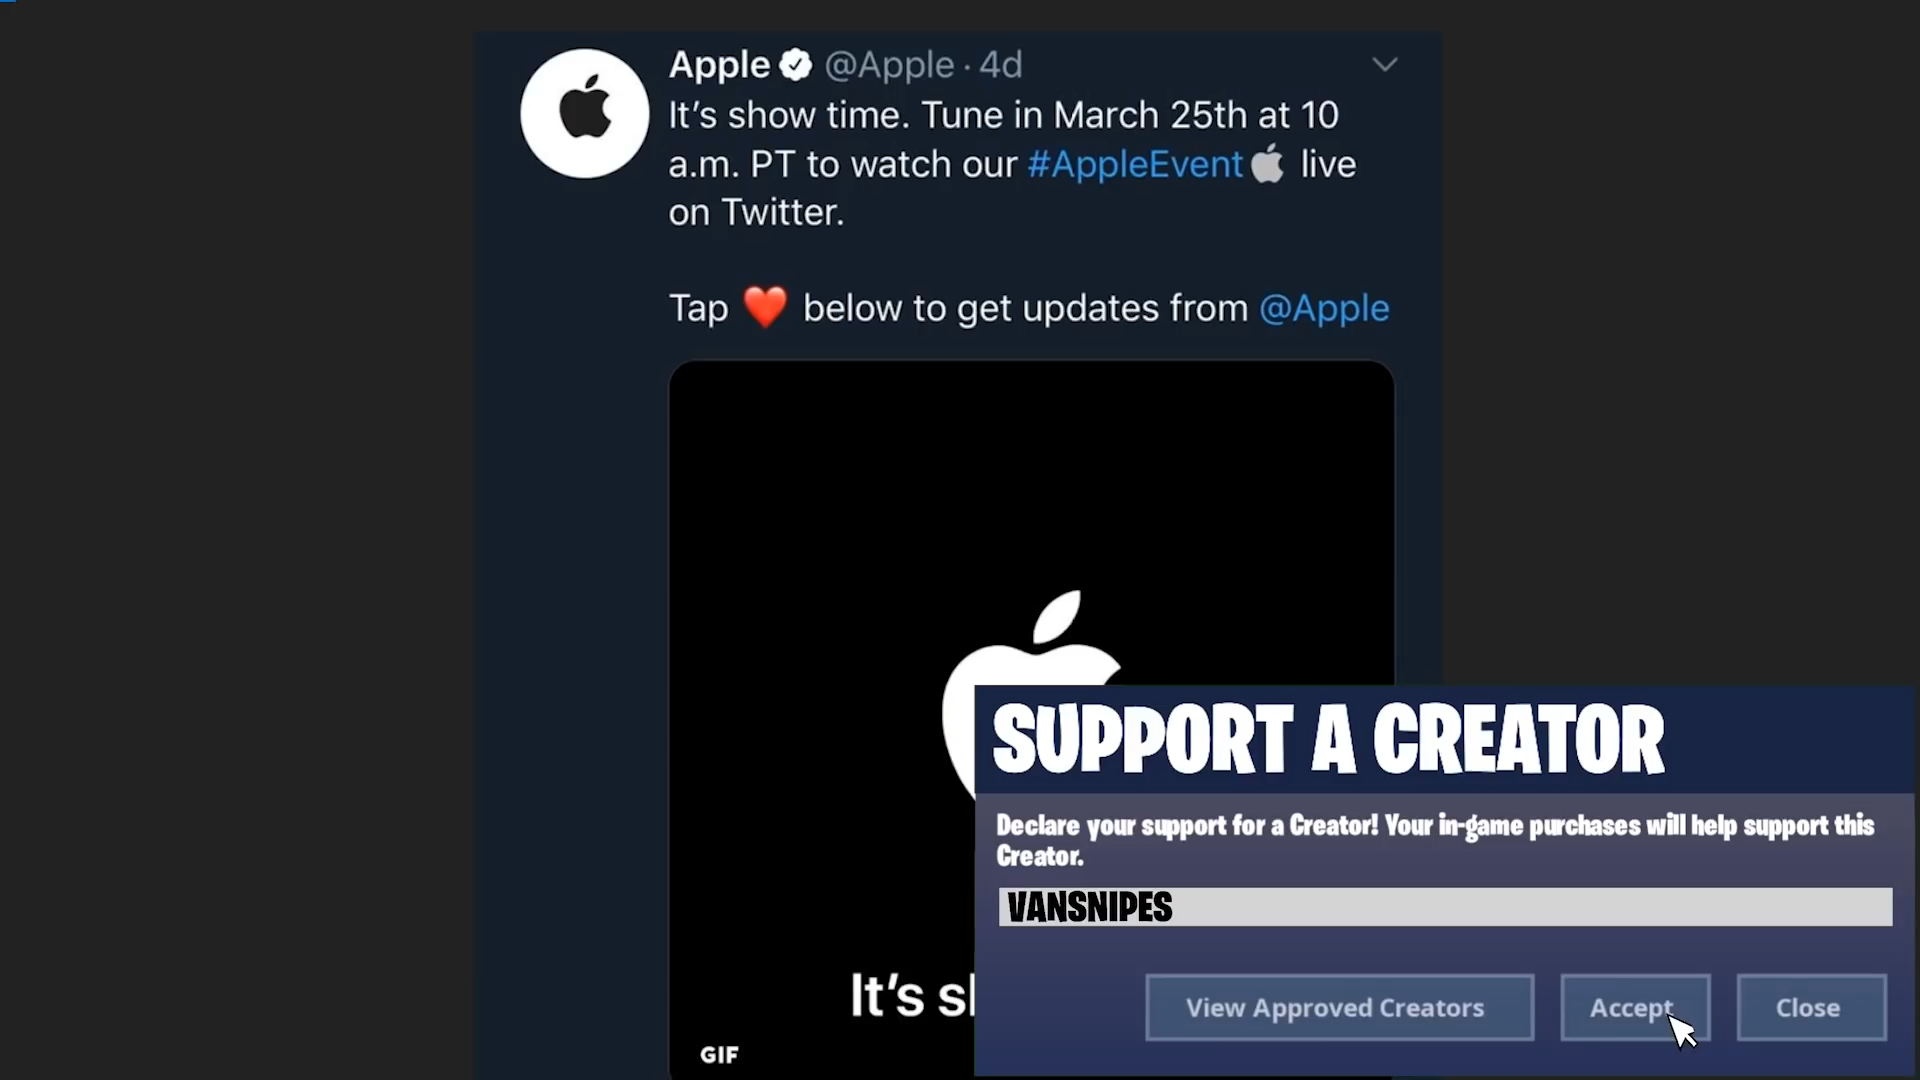 Apple @Apple · 4d
It’s show time. Tune in March 25th at 10
a.m. PT to watch our #AppleEvent live
on Twitter.
Tap ❤️ below to get updates from @Apple
It’s
GIF
SUPPORT A CREATOR
Declare your support for a Creator! Your in-game purchases will help support this
Creator.
VANSNIPES
View Approved Creators
Accept
Close